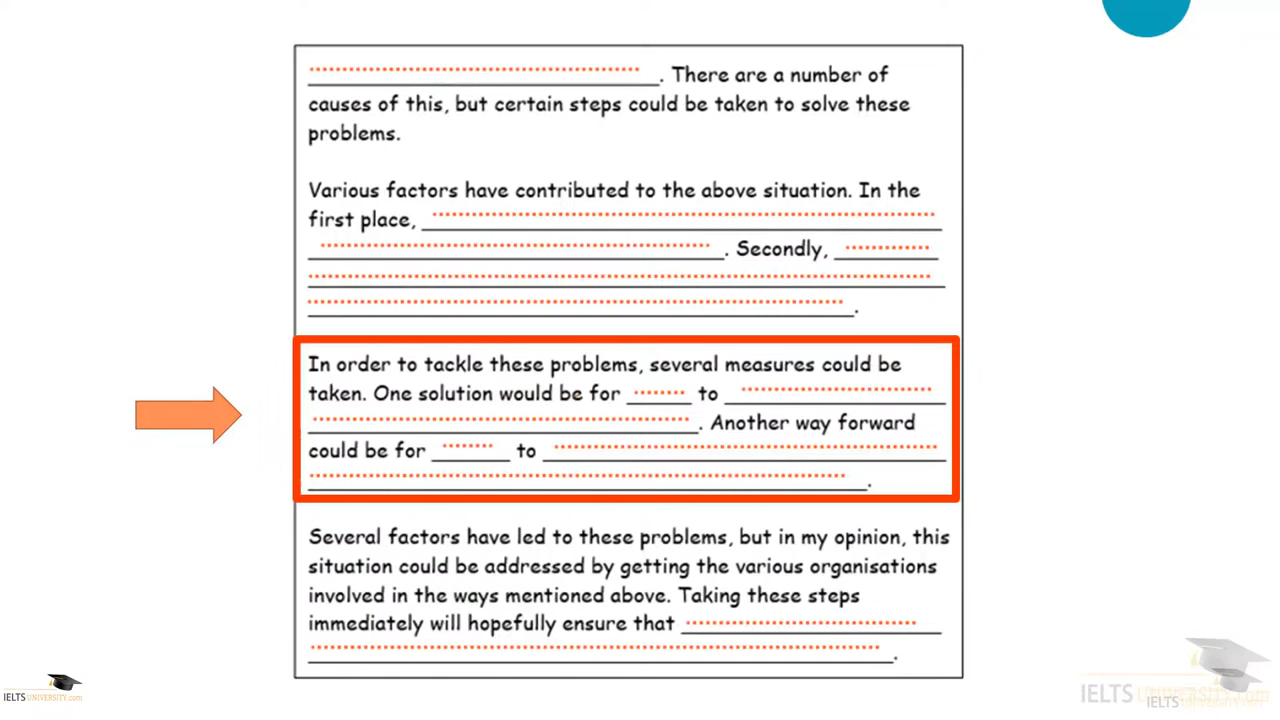 . There are a number of
causes of this, but certain steps could be taken to solve these
problems.
Various factors have contributed to the above situation. In the
first place,
. Secondly,
.
In order to tackle these problems, several measures could be
taken. One solution would be for to
. Another way forward
could be for to
.
Several factors have led to these problems, but in my opinion, this
situation could be addressed by getting the various organisations
involved in the ways mentioned above. Taking these steps
immediately will hopefully ensure that
.
IELTS UNIVERSITY.com
IELTS UNIVERSITY.com